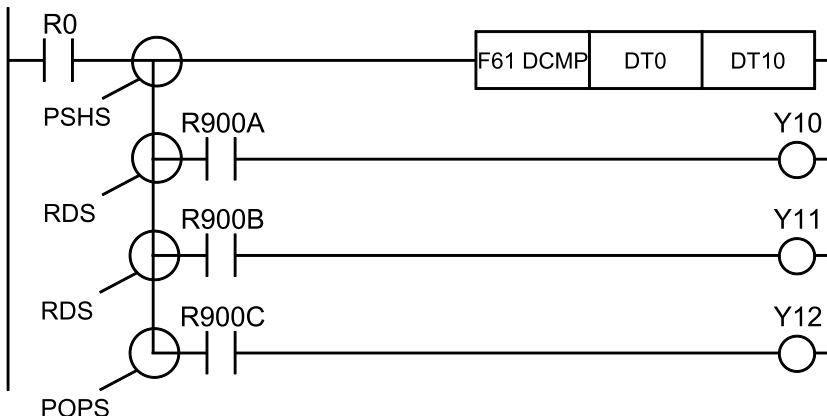 R0
F61 DCMP DT0 DT10
PSHS
R900A Y10
RDS
R900B Y11
RDS
R900C Y12
POPS